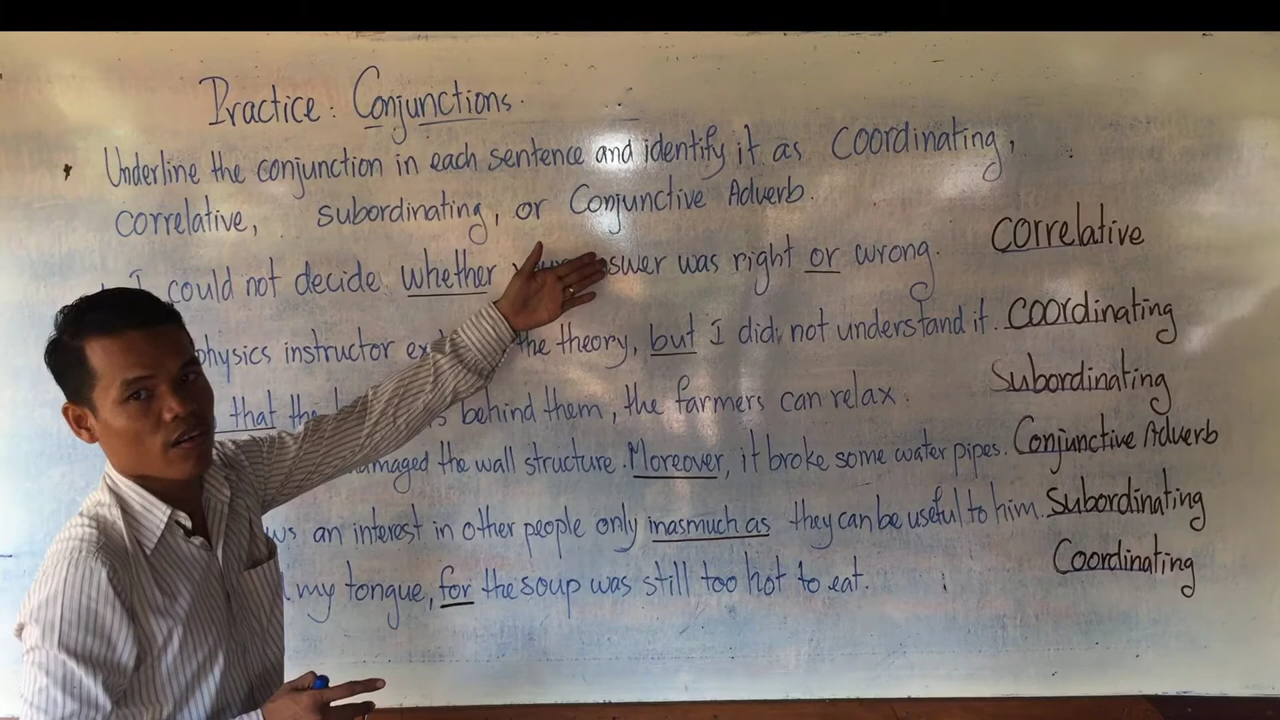 Practice: Conjunctions.
Underline the conjunction in each sentence and identify it as Coordinating,
correlative, subordinating, or Conjunctive Adverb.
I could not decide whether answer was right or wrong. correlative
physics instructor the theory, but I did not understand it. Coordinating
that behind them, the farmers can relax. Subordinating
the wall structure. Moreover, it broke some water pipes. Conjunctive Adverb
an interest in other people only inasmuch as they can be useful to him. Subordinating
my tongue, for the soup was still too hot to eat. Coordinating